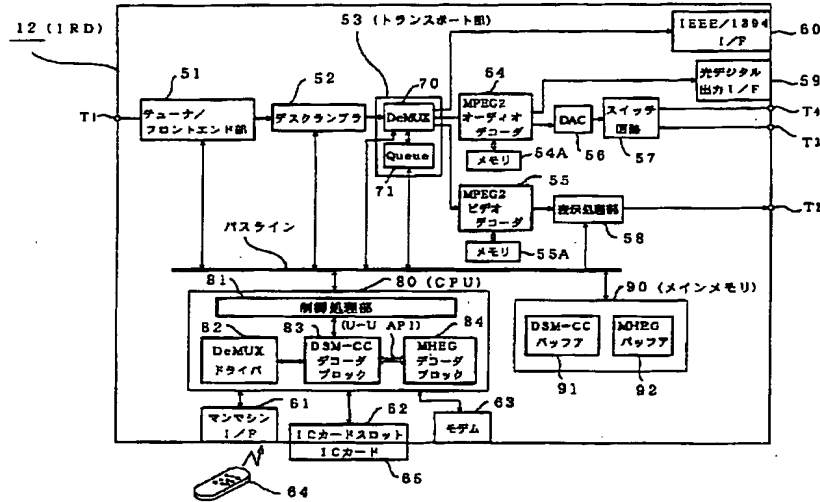 12 (IRD)
53 (トランスポート部)
IEEE/1394
I/F
60
光デジタル
出力I/F
59
51
52
70
54
T1
チューナ/
フロントエンド部
デスクランブラ
DeMUX
MPEG2
オーディオ
デコーダ
DAC
56
スイッチ
回路
57
T4
T3
Queue
71
メモリ
54A
55
MPEG2
ビデオ
デコーダ
表示処理部
58
T2
メモリ
55A
バスライン
81
80 (CPU)
制御処理部
82
83
(U-U API)
84
DeMUX
ドライバ
DSM-CC
デコーダ
ブロック
MHEG
デコーダ
ブロック
90 (メインメモリ)
DSM-CC
バッファ
91
MHEG
バッファ
92
61
マンマシン
I/F
62
ICカードスロット
ICカード
65
63
モデム
64